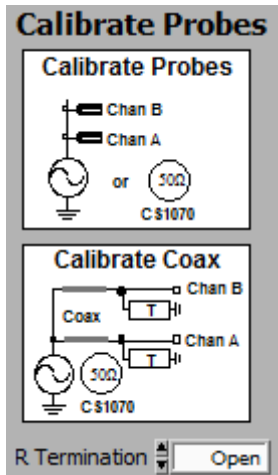 Calibrate Probes
Calibrate Probes
Chan B
Chan A
or 50Ω
CS1070
Calibrate Coax
Chan B
T
Coax
Chan A
T
50Ω
CS1070
R Termination Open